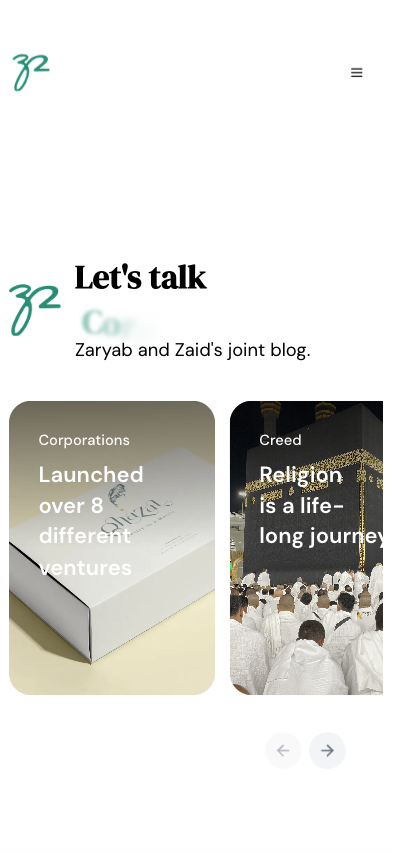 Let's talk
Co
Zaryab and Zaid's joint blog.
Corporations
Launched
over 8
different
ventures
Creed
Religion
is a life-
long journey